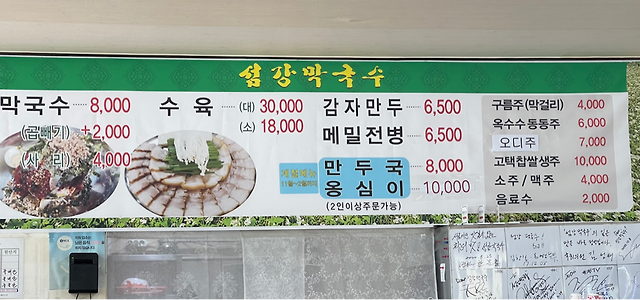 섬강막국수
막국수 8,000
(곱빼기) +2,000
(사리) 4,000
수육 (대) 30,000
(소) 18,000
감자만두 6,500
메밀전병 6,500
만두국 8,000
옹심이 10,000
(2인이상주문가능)
구름주(막걸리) 4,000
옥수수동동주 6,000
오디주 7,000
고택찹쌀생주 10,000
소주/맥주 4,000
음료수 2,000